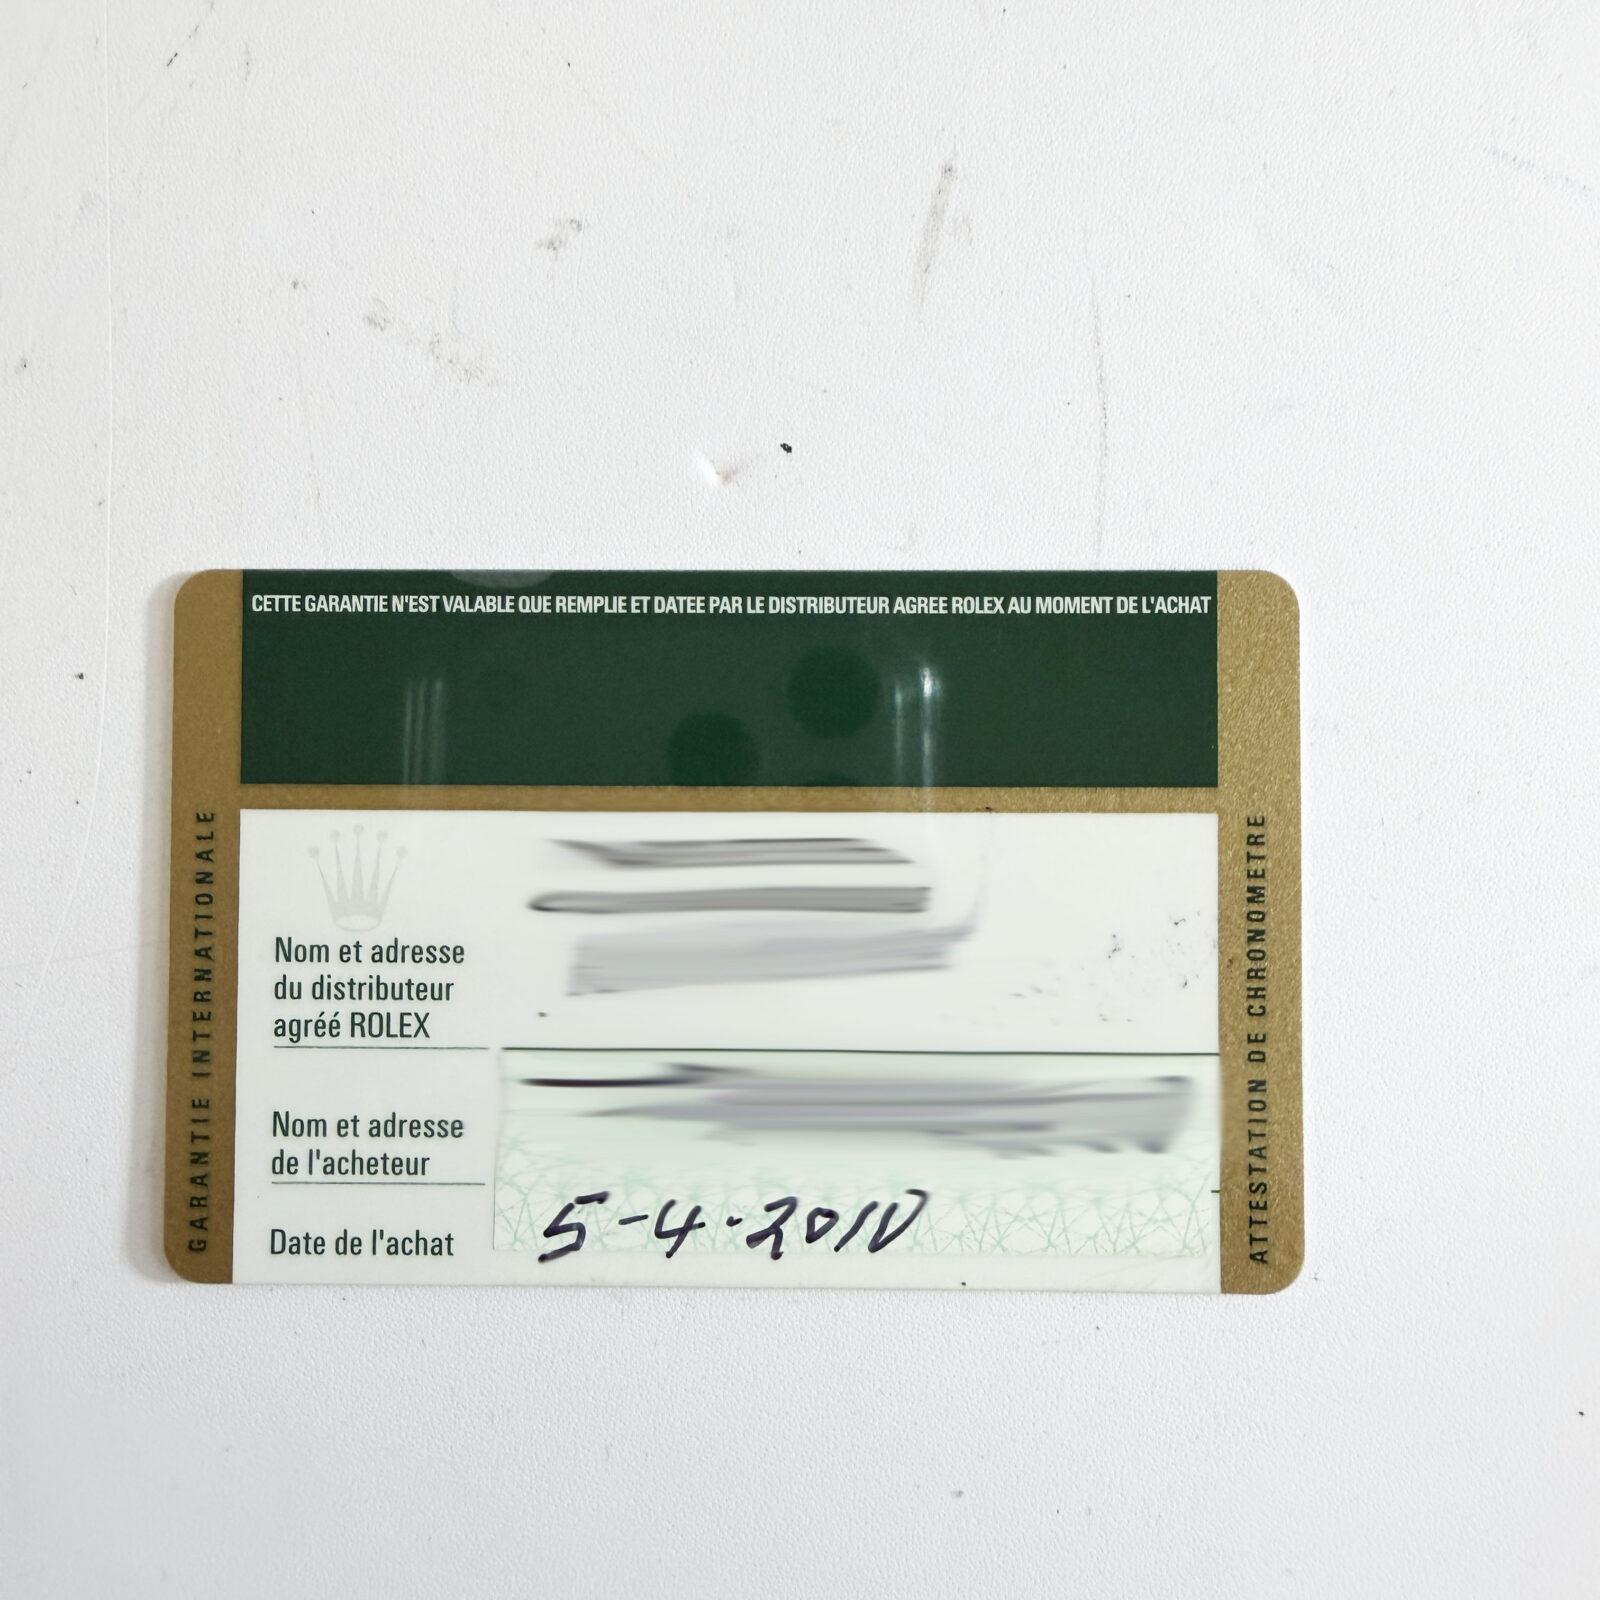 CETTE GARANTIE N'EST VALABLE QUE REMPLIE ET DATEE PAR LE DISTRIBUTEUR AGREE ROLEX AU MOMENT DE L'ACHAT
GARANTIE INTERNATIONALE
Nom et adresse
du distributeur
agréé ROLEX
Nom et adresse
de l'acheteur
Date de l'achat 5-4-2010
ATTESTATION DE CHRONOMETRE